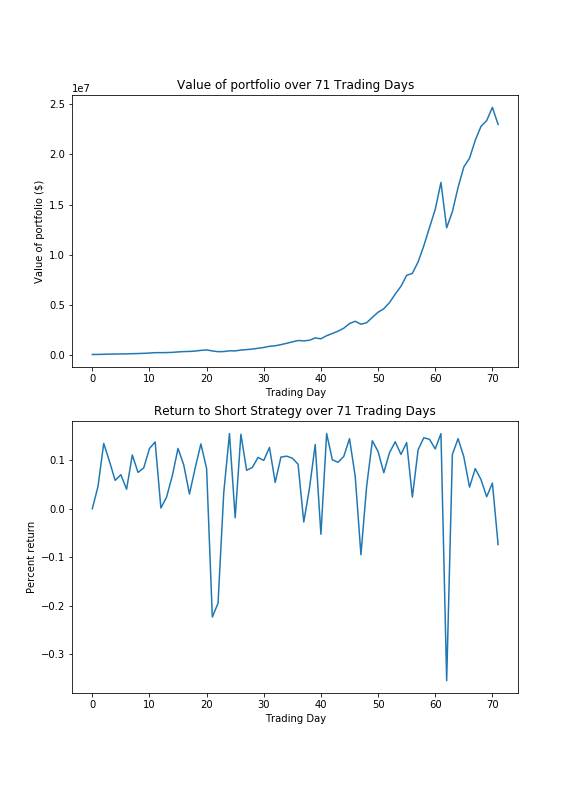 Value of portfolio over 71 Trading Days
1e7
2.5
2.0
1.5
1.0
0.5
0.0
Value of portfolio ($)
0 10 20 30 40 50 60 70
Trading Day
Return to Short Strategy over 71 Trading Days
0.1
0.0
−0.1
−0.2
−0.3
Percent return
0 10 20 30 40 50 60 70
Trading Day